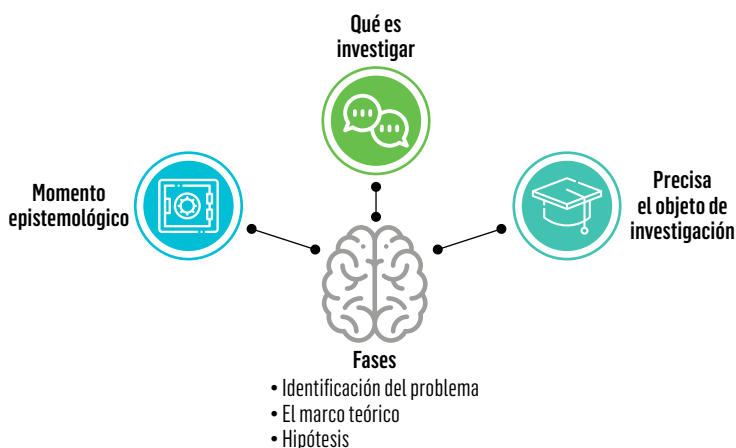 Qué es
investigar
Momento
epistemológico
Precisa
el objeto de
investigación
Fases
• Identificación del problema
• El marco teórico
• Hipótesis